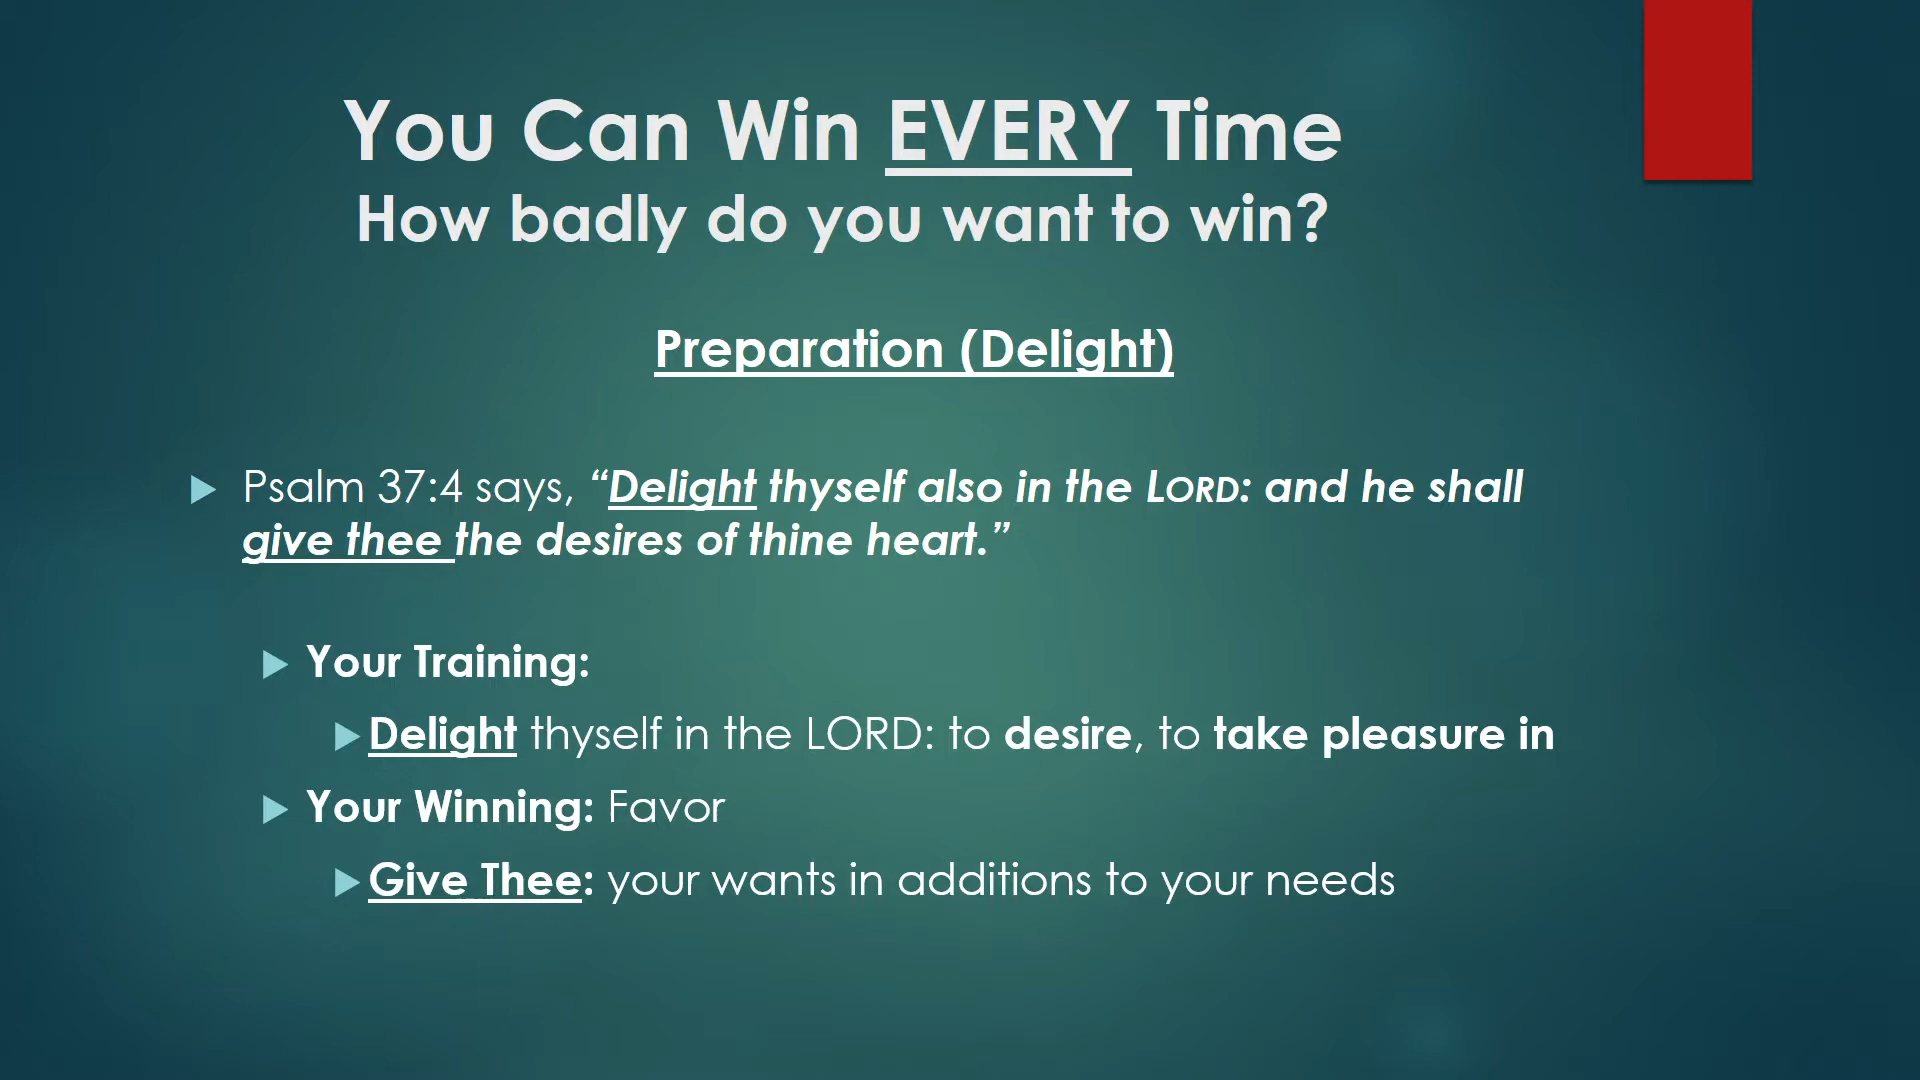 You Can Win EVERY Time
How badly do you want to win?
Preparation (Delight)
Psalm 37:4 says, “Delight thyself also in the LORD: and he shall
give thee the desires of thine heart.”
Your Training:
Delight thyself in the LORD: to desire, to take pleasure in
Your Winning: Favor
Give Thee: your wants in additions to your needs